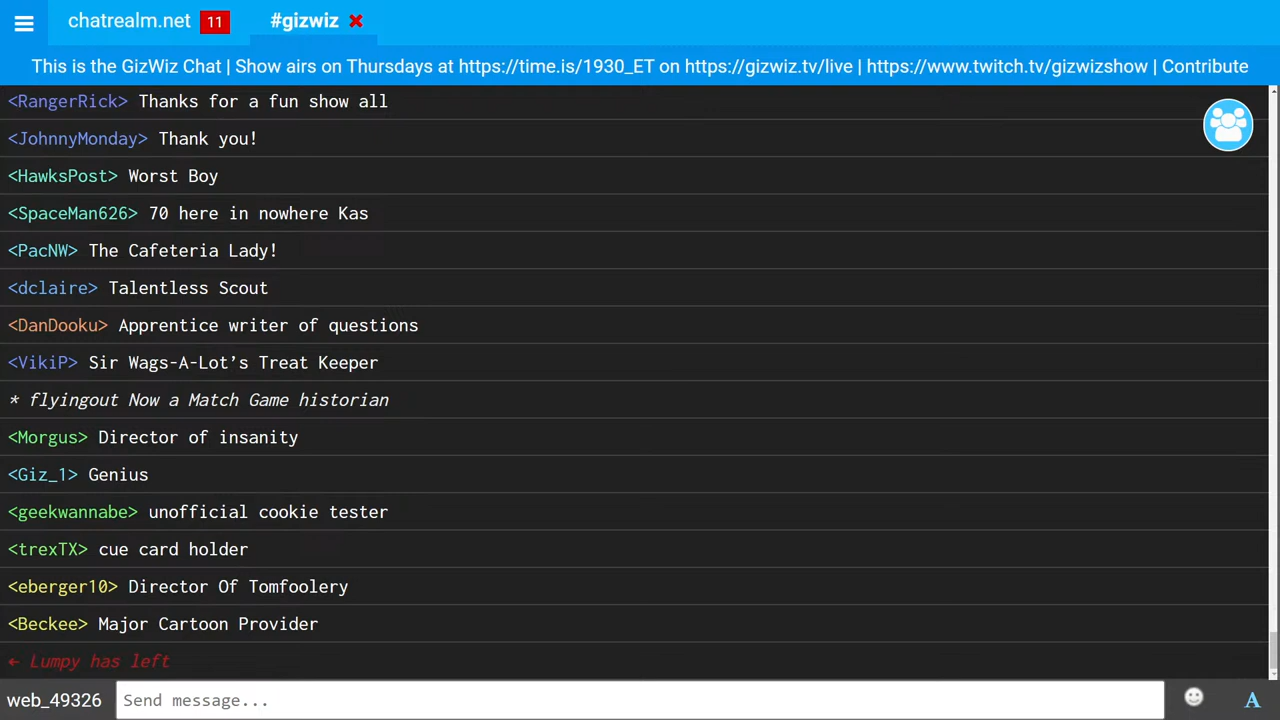 chatrealm.net 11 #gizwiz
This is the GizWiz Chat | Show airs on Thursdays at https://time.is/1930_ET on https://gizwiz.tv/live | https://www.twitch.tv/gizwizshow | Contribute
<RangerRick> Thanks for a fun show all
<JohnnyMonday> Thank you!
<HawksPost> Worst Boy
<SpaceMan626> 70 here in nowhere Kas
<PacNW> The Cafeteria Lady!
<dclaire> Talentless Scout
<DanDooku> Apprentice writer of questions
<VikiP> Sir Wags-A-Lot’s Treat Keeper
* flyingout Now a Match Game historian
<Morgus> Director of insanity
<Giz_1> Genius
<geekwannabe> unofficial cookie tester
<trexTX> cue card holder
<eberger10> Director Of Tomfoolery
<Beckee> Major Cartoon Provider
← Lumpy has left
web_49326 Send message... A